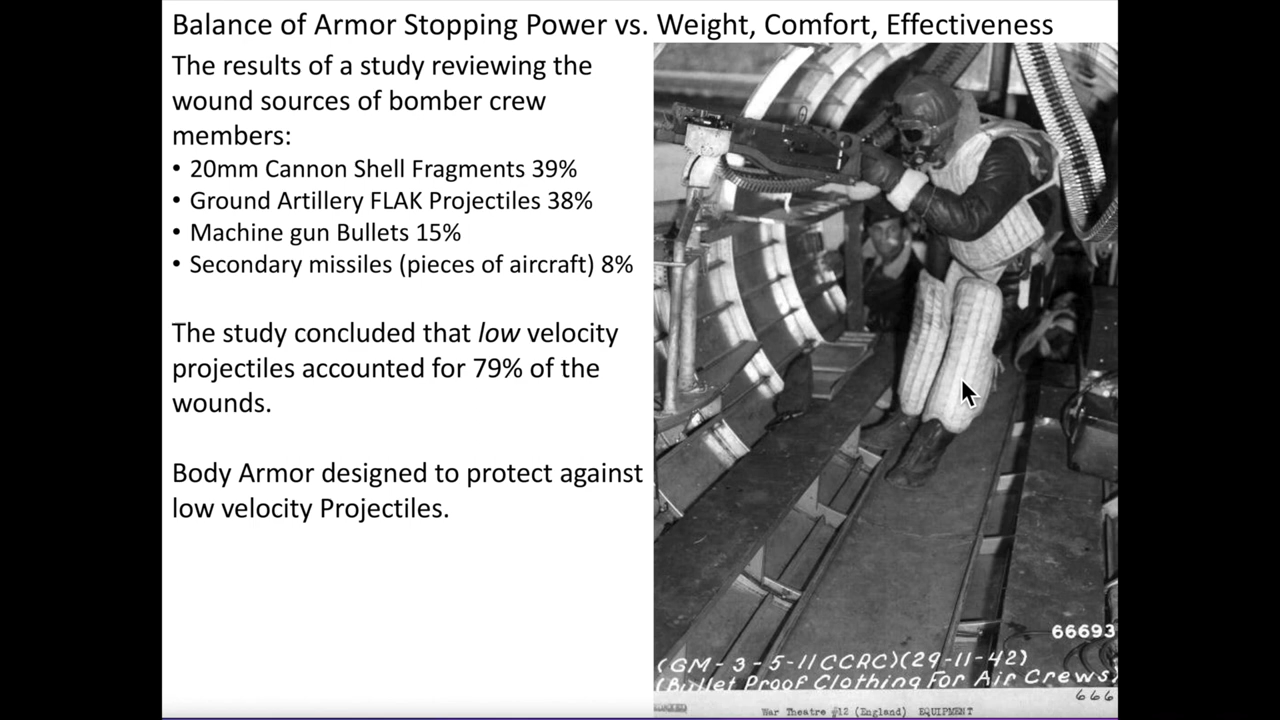 Balance of Armor Stopping Power vs. Weight, Comfort, Effectiveness
The results of a study reviewing the
wound sources of bomber crew
members:
• 20mm Cannon Shell Fragments 39%
• Ground Artillery FLAK Projectiles 38%
• Machine gun Bullets 15%
• Secondary missiles (pieces of aircraft) 8%
The study concluded that low velocity
projectiles accounted for 79% of the
wounds.
Body Armor designed to protect against
low velocity Projectiles.
66693
(GM-3-5-11CCRC)(29-11-42)
(Bullet Proof Clothing For Air Crews)
666
War Theatre #12 (England) EQUIPMENT